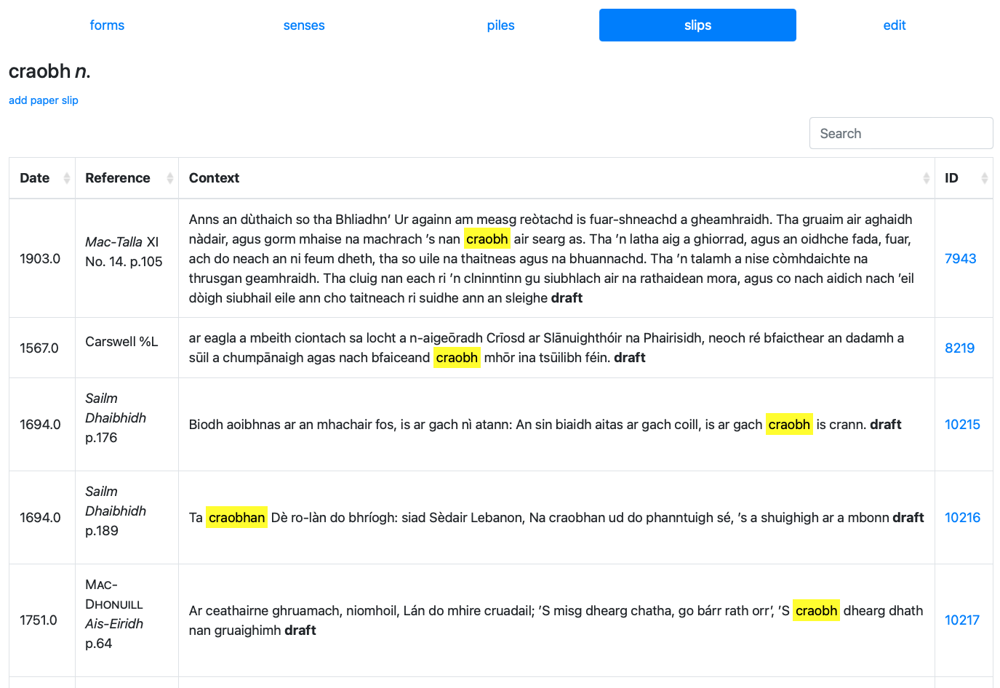 forms senses piles slips edit
craobh n.
add paper slip
Search
Date Reference Context ID
1903.0
Mac-Talla XI
No. 14. p.105
Anns an dùthaich so tha Bhliadhn’ Ur againn am measg reòtachd is fuar-shneachd a gheamhraidh. Tha gruaim air aghaidh
nàdair, agus gorm mhaise na machrach ’s nan craobh air searg as. Tha ’n latha aig a ghiorrad, agus an oidhche fada, fuar,
ach do neach an ni feum dheth, tha so uile na thaitneas agus na bhuannachd. Tha ’n talamh a nise còmhdaichte na
thrusgan geamhraidh. Tha cluig nan each ri ’n clninntinn gu siubhlach air na rathaidean mora, agus co nach aidich nach ’eil
dòigh siubhail eile ann cho taitneach ri suidhe ann an sleighe draft
7943
1567.0
Carswell %L
ar eagla a mbeith ciontach sa locht a n-aigeōradh Crīosd ar Slānuighthóir na Phairisidh, neoch ré bfaicthear an dadamh a
sūil a chumpānaigh agas nach bfaiceand craobh mhōr ina tsūilibh féin. draft
8219
1694.0
Sailm
Dhaibhidh
p.176
Biodh aoibhnas ar an mhachair fos, is ar gach nì atann: An sin biaidh aitas ar gach coill, is ar gach craobh is crann. draft
10215
1694.0
Sailm
Dhaibhidh
p.189
Ta craobhan Dè ro-làn do bhríogh: siad Sèdair Lebanon, Na craobhan ud do phanntuigh sé, ’s a shuighigh ar a mbonn draft
10216
1751.0
Mac-
Dhonuill
Ais-Eiridh
p.64
Ar ceathairne ghruamach, niomhoil, Lán do mhire cruadail; ’S misg dhearg chatha, go bárr rath orr’, ’S craobh dhearg dhath
nan gruaighimh draft
10217